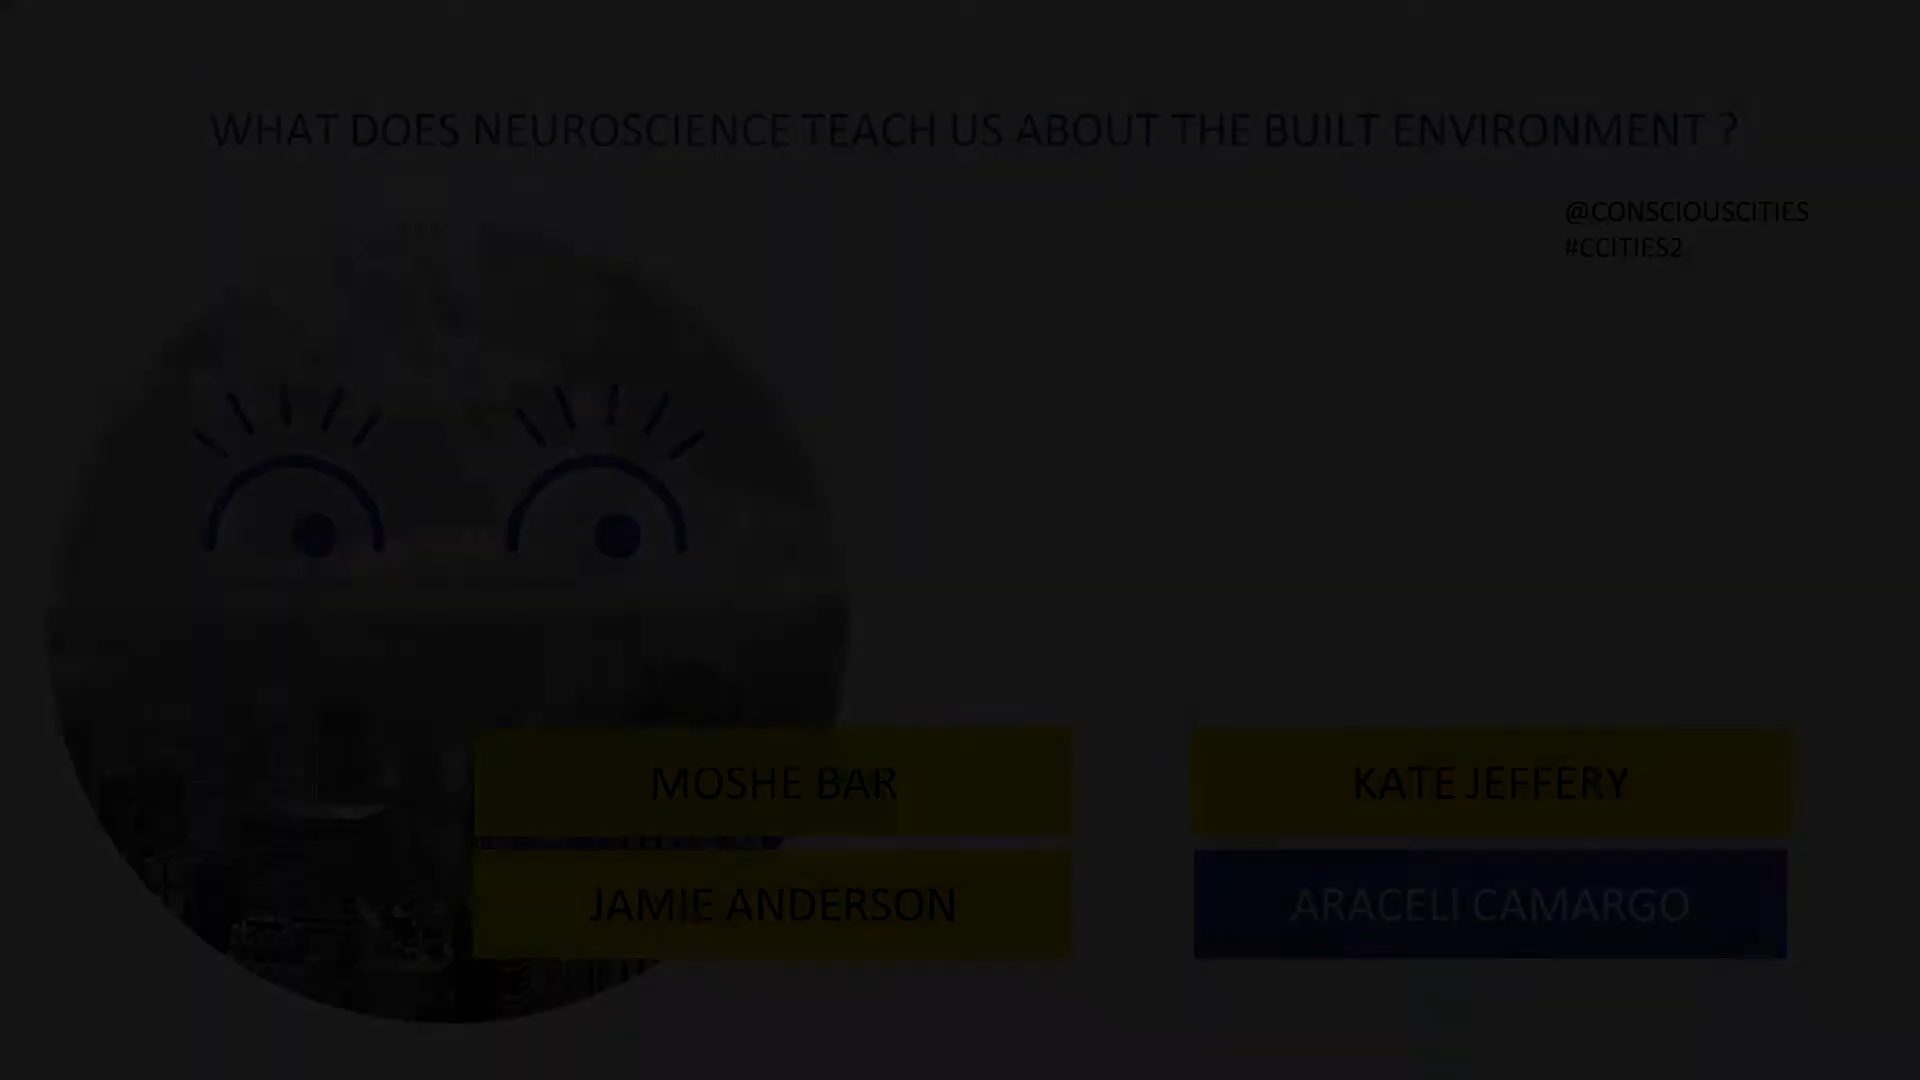 WHAT DOES NEUROSCIENCE TEACH US ABOUT THE BUILT ENVIRONMENT ?
@CONSCIOUSCITIES
#CCITIES2
MOSHE BAR
KATE JEFFERY
JAMIE ANDERSON
ARACELI CAMARGO